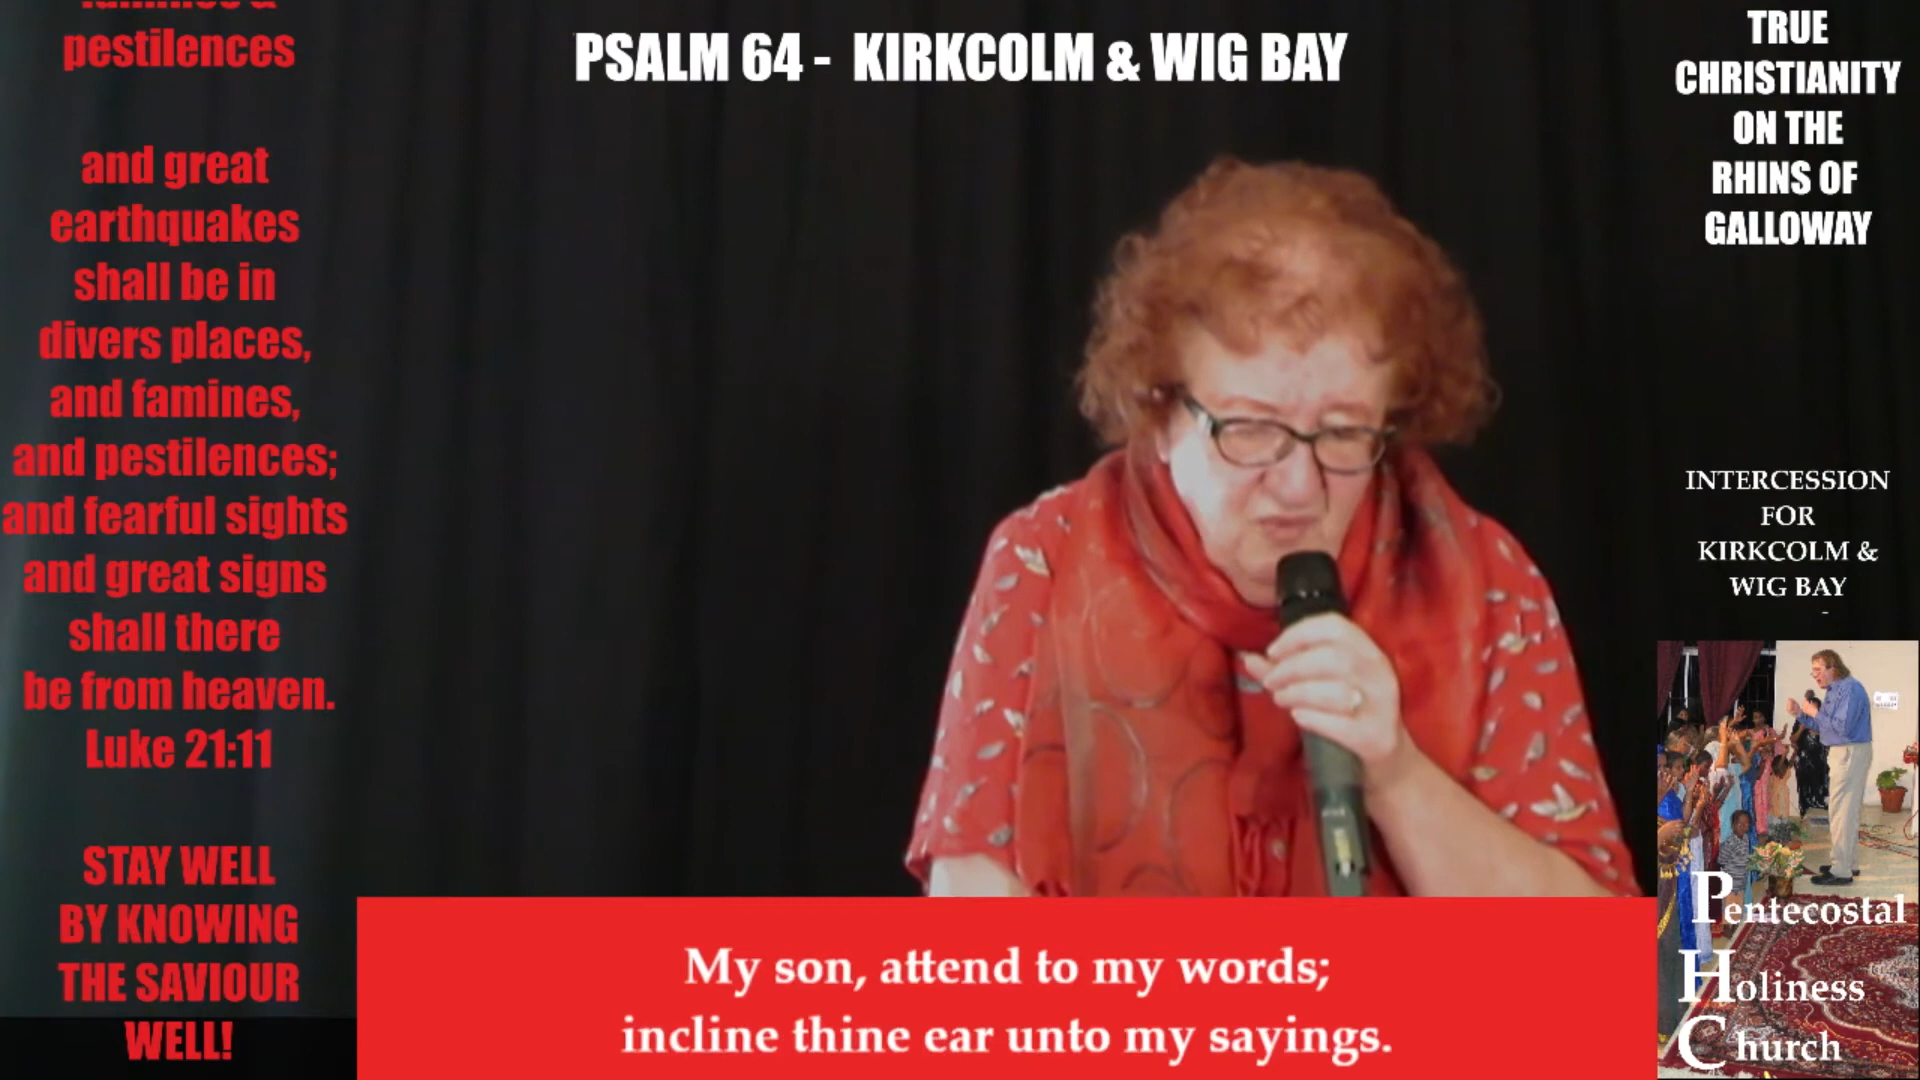 pestilences
and great
earthquakes
shall be in
divers places,
and famines,
and pestilences;
and fearful sights
and great signs
shall there
be from heaven.
Luke 21:11
STAY WELL
BY KNOWING
THE SAVIOUR
WELL!
PSALM 64 - KIRKCOLM & WIG BAY
My son, attend to my words;
incline thine ear unto my sayings.
TRUE
CHRISTIANITY
ON THE
RHINS OF
GALLOWAY
INTERCESSION
FOR
KIRKCOLM &
WIG BAY
-
Pentecostal
Holiness
Church